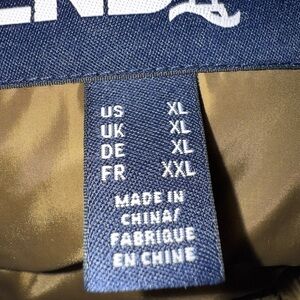 US XL
UK XL
DE XL
FR XXL
MADE IN
CHINA/
FABRIQUE
EN CHINE